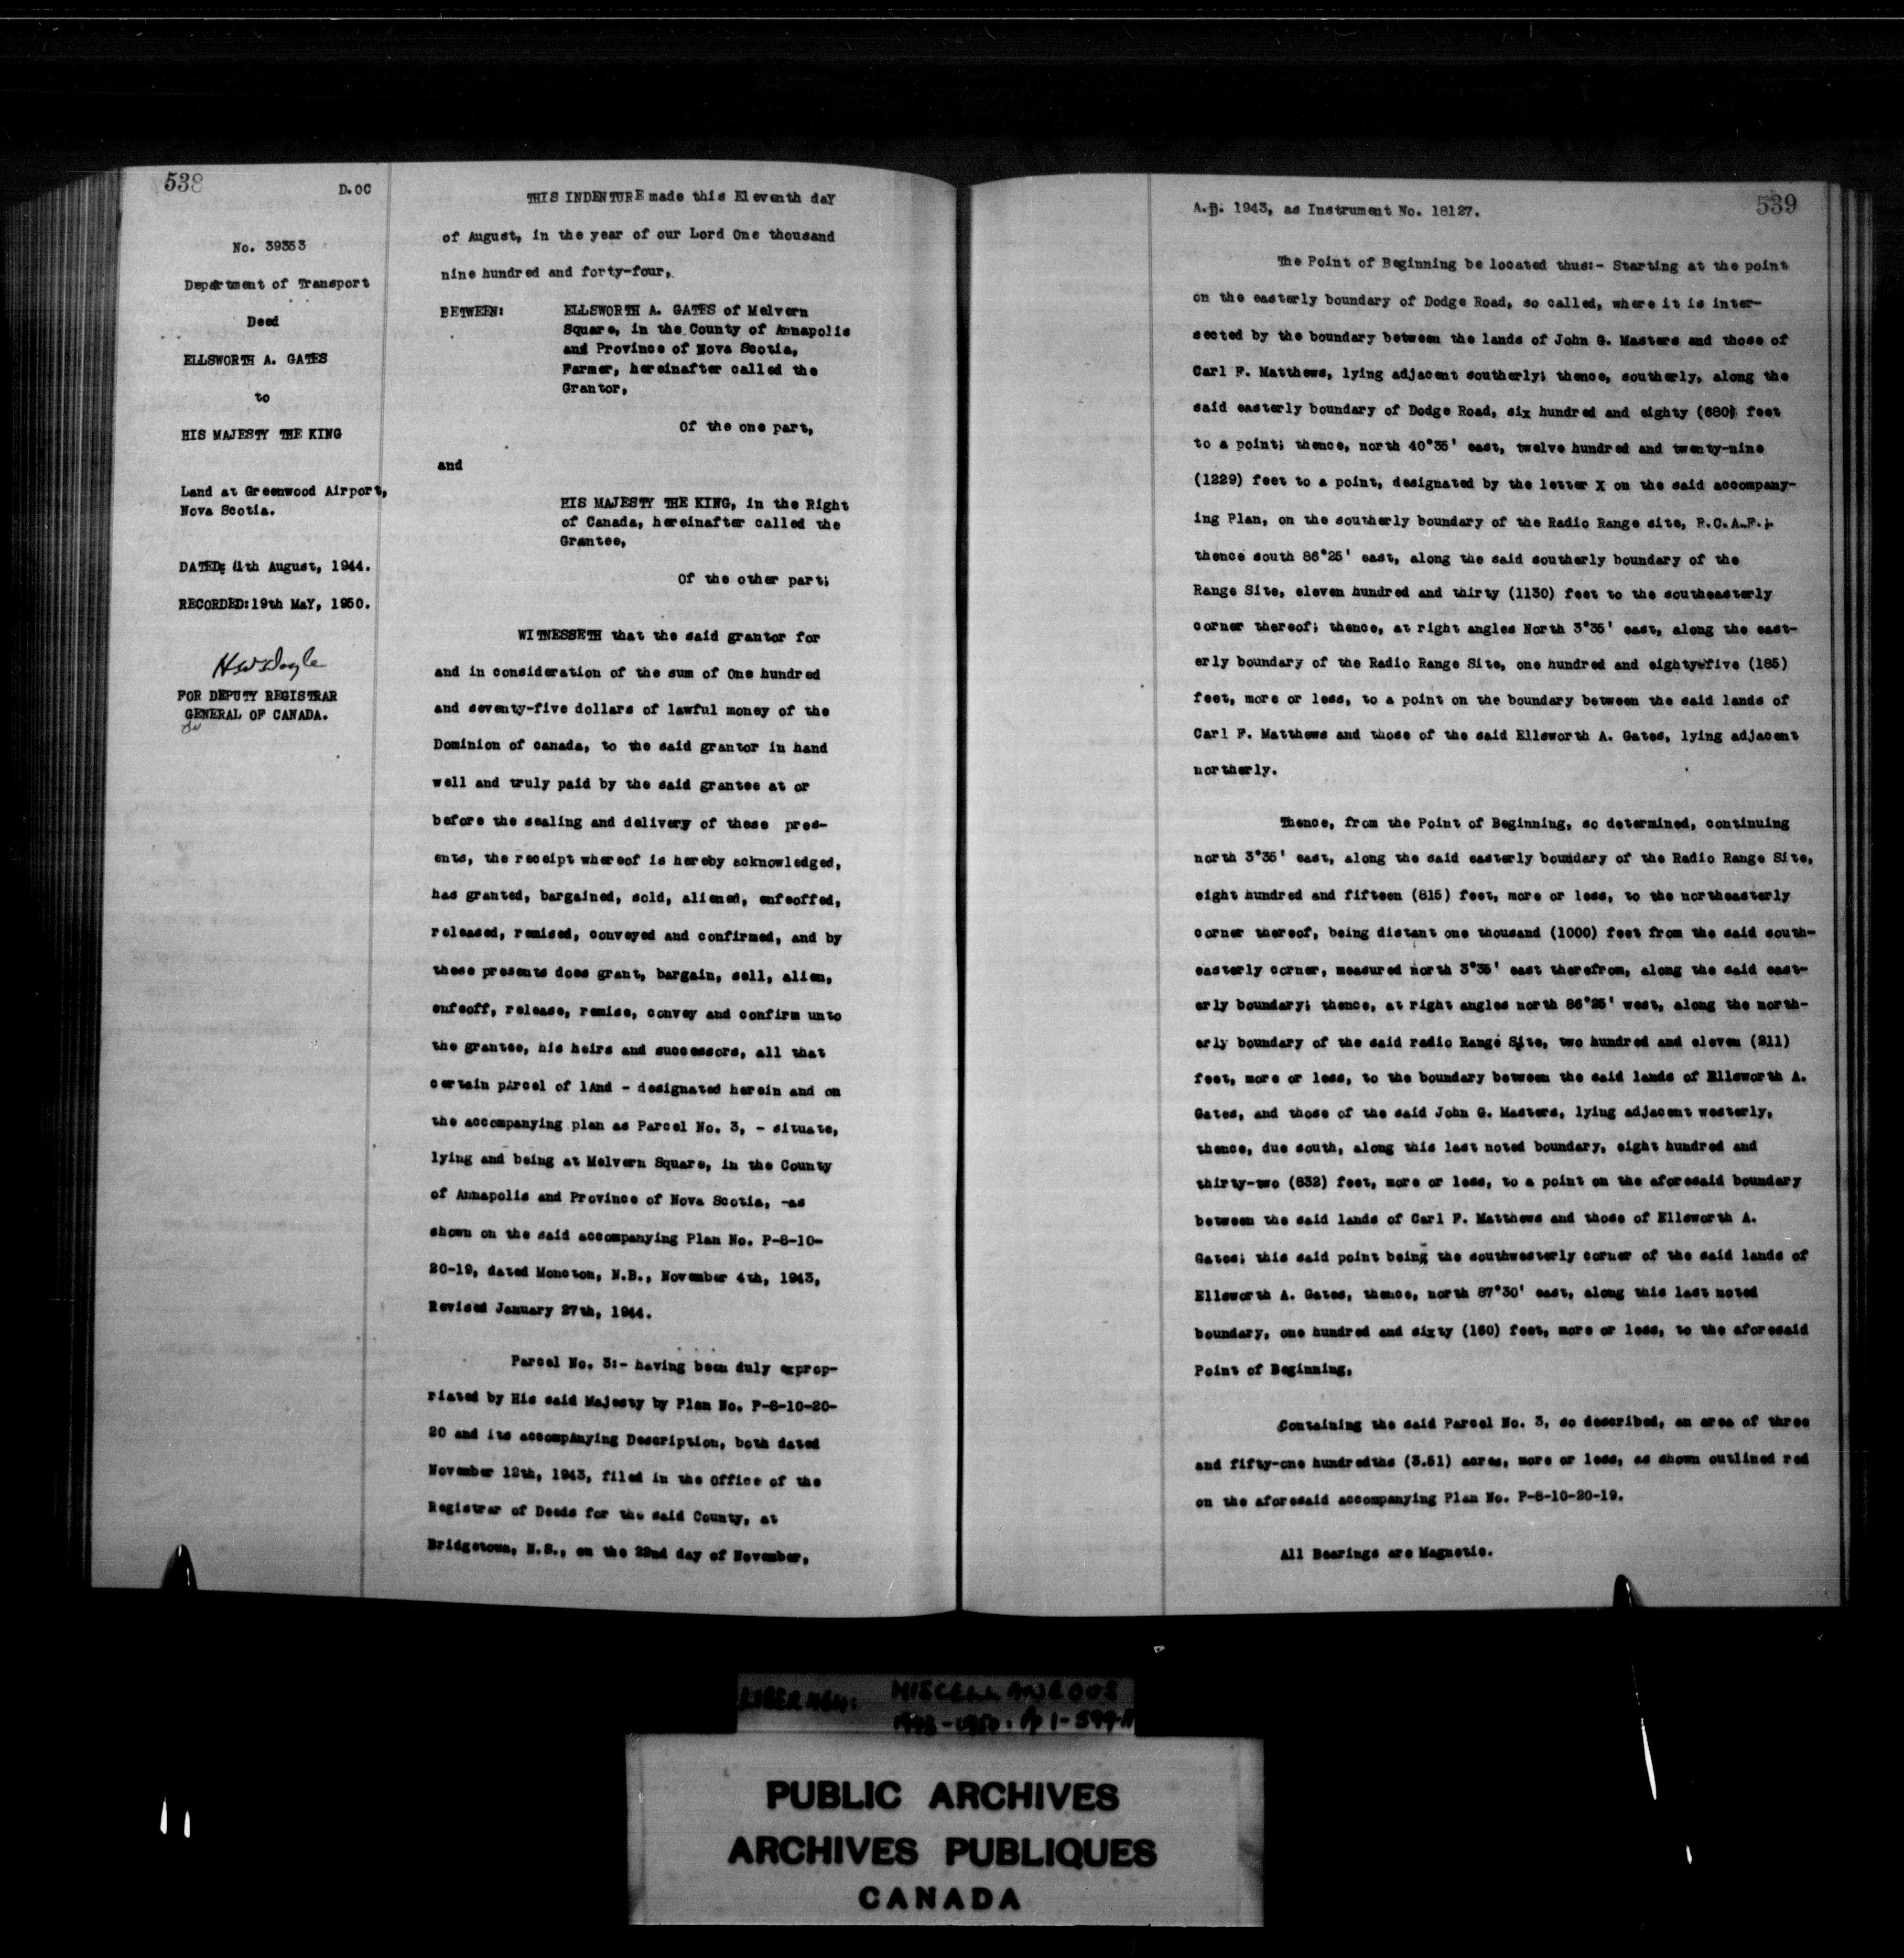 538
D.OC
No. 39353
Department of Transport
Deed
ELLSWORTH A. GATES
to
HIS MAJESTY THE KING
Land at Greenwood Airport,
Nova Scotia.
DATED: 11th August, 1944.
RECORDED:19th MaY, 1950.
HWDoyle
FOR DEPUTY REGISTRAR
GENERAL OF CANADA.
THIS INDENTURE made this Eleventh daY
of August, in the year of our Lord One thousand
nine hundred and forty-four,
BETWEEN: ELLSWORTH A. GATES of Melvern
Square, in the County of Annapolis
and Province of Nova Scotia,
Farmer, hereinafter called the
Grantor,
Of the one part,
and
HIS MAJESTY THE KING, in the Right
of Canada, hereinafter called the
Grantee,
Of the other part;
WITNESSETH that the said grantor for
and in consideration of the sum of One hundred
and seventy-five dollars of lawful money of the
Dominion of canada, to the said grantor in hand
well and truly paid by the said grantee at or
before the sealing and delivery of these pres-
ents, the receipt whereof is hereby acknowledged,
has granted, bargained, sold, aliened, enfeoffed,
released, remised, conveyed and confirmed, and by
these presents does grant, bargain, sell, alien,
enfeoff, release, remise, convey and confirm unto
the grantee, his heirs and successors, all that
certain pArcel of lAnd - designated herein and on
the accompanying plan as Parcel No. 3, - situate,
lying and being at Melvern Square, in the County
of Annapolis and Province of Nova Scotia, -as
shown on the said accompanying Plan No. P-8-10-
20-19, dated Moncton, N.B., November 4th, 1943,
Revised January 27th, 1944.
Parcel No. 3:- having been duly exprop-
riated by His said Majesty by Plan No. P-8-10-20-
20 and its accompAnying Description, both dated
November 12th, 1943, filed in the Office of the
Registrar of Deeds for the said County, at
Bridgetown, N.S., on the 22nd day of November,
539
A.D. 1943, as Instrument No. 18127.
The Point of Beginning be located thus:- Starting at the point
on the easterly boundary of Dodge Road, so called, where it is inter-
sected by the boundary between the lands of John G. Masters and those of
Carl F. Matthews, lying adjacent southerly; thence, southerly, along the
said easterly boundary of Dodge Road, six hundred and eighty (680) feet
to a point; thence, north 40°35' east, twelve hundred and twenty-nine
(1229) feet to a point, designated by the letter X on the said accompany-
ing Plan, on the southerly boundary of the Radio Range site, R.C.A.F.;
thence south 86°25' east, along the said southerly boundary of the
Range Site, eleven hundred and thirty (1130) feet to the southeasterly
corner thereof; thence, at right angles North 3°35' east, along the east-
erly boundary of the Radio Range Site, one hundred and eighty-five (185)
feet, more or less, to a point on the boundary between the said lands of
Carl F. Matthews and those of the said Ellsworth A. Gates, lying adjacent
northerly.
Thence, from the Point of Beginning, so determined, continuing
north 3°35' east, along the said easterly boundary of the Radio Range Site,
eight hundred and fifteen (815) feet, more or less, to the northeasterly
corner thereof, being distant one thousand (1000) feet from the said south-
easterly corner, measured north 3°35' east therefrom, along the said east-
erly boundary; thence, at right angles north 86°25' west, along the north-
erly boundary of the said radio Range Site, two hundred and eleven (211)
feet, more or less, to the boundary between the said lands of Ellsworth A.
Gates, and those of the said John G. Masters, lying adjacent westerly,
thence, due south, along this last noted boundary, eight hundred and
thirty-two (832) feet, more or less, to a point on the aforesaid boundary
between the said lands of Carl F. Matthews and those of Ellsworth A.
Gates; this said point being the southwesterly corner of the said lands of
Ellsworth A. Gates, thence, north 87°30' east, along this last noted
boundary, one hundred and sixty (160) feet, more or less, to the aforesaid
Point of Beginning,
Containing the said Parcel No. 3, so described, an area of three
and fifty-one hundredths (3.51) acres, more or less, as shown outlined red
on the aforesaid accompanying Plan No. P-8-10-20-19.
All Bearings are Magnetic.
LIBER 464: MISCELLANEOUS
PUBLIC ARCHIVES
ARCHIVES PUBLIQUES
CANADA